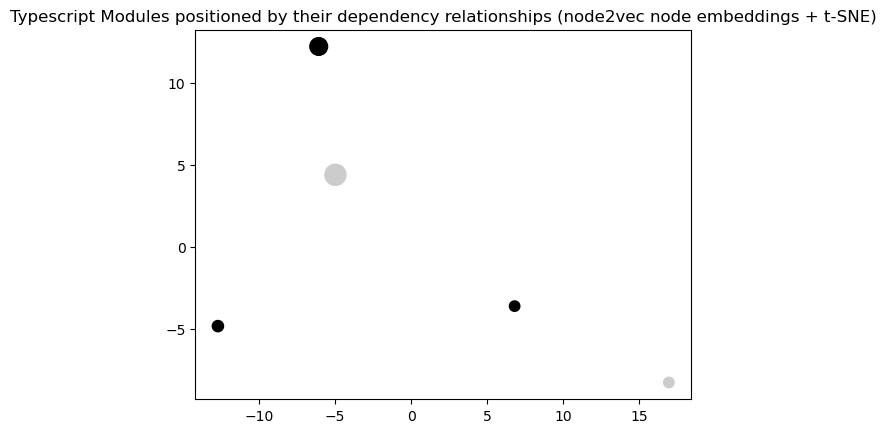 Typescript Modules positioned by their dependency relationships (node2vec node embeddings + t-SNE)
10
5
0
−5
−10 −5 0 5 10 15